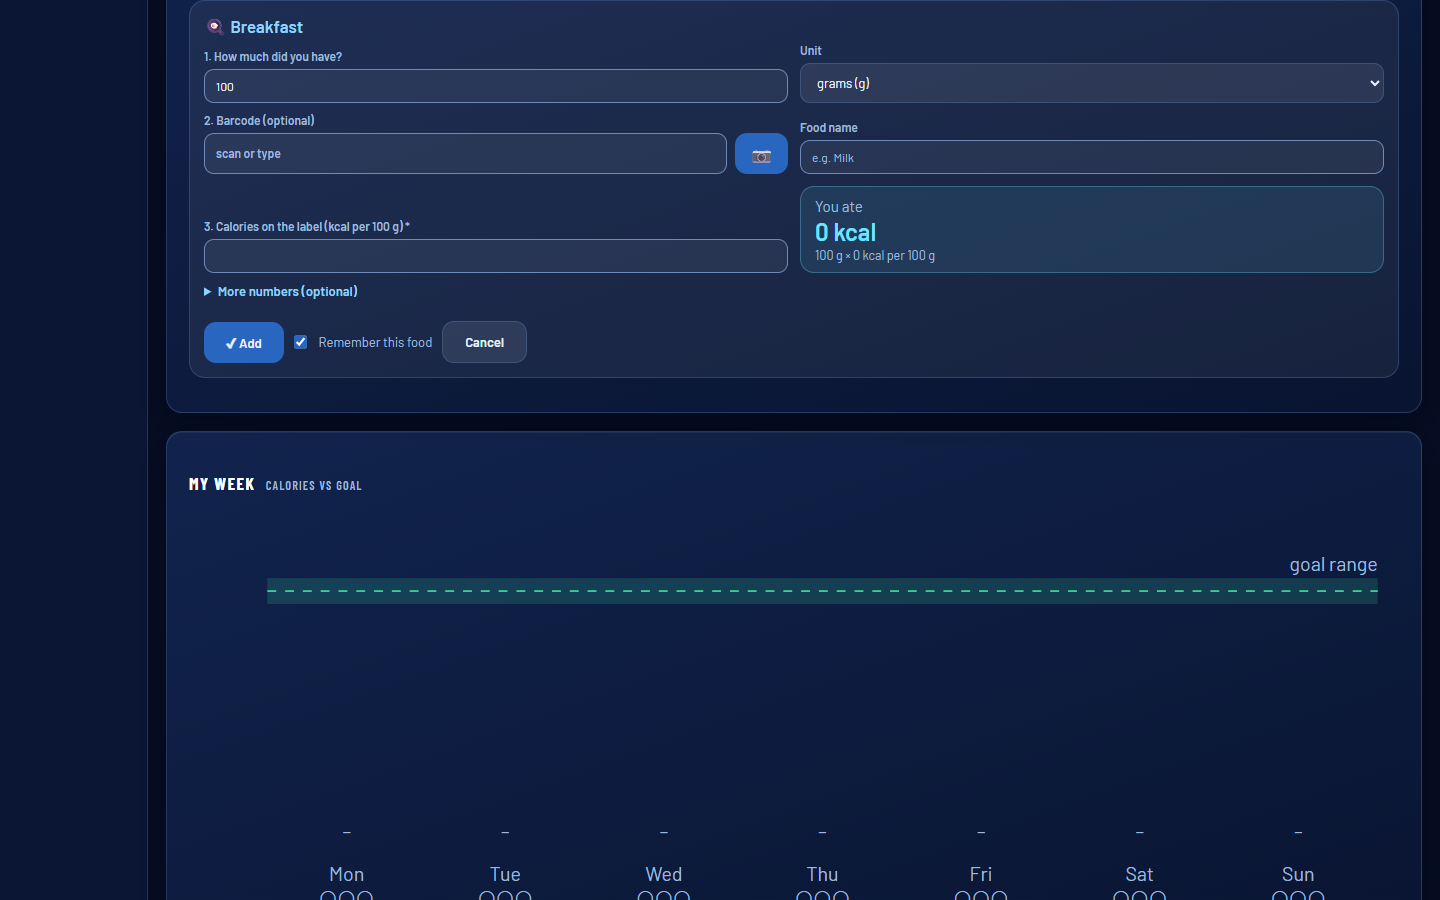 🍳 Breakfast
1. How much did you have?
Unit
100
grams (g)
2. Barcode (optional)
Food name
scan or type
📷
e.g. Milk
You ate
0 kcal
100 g × 0 kcal per 100 g
3. Calories on the label (kcal per 100 g) *
▶ More numbers (optional)
✓ Add
Remember this food
Cancel
MY WEEK CALORIES VS GOAL
goal range
– – – – – – –
Mon Tue Wed Thu Fri Sat Sun